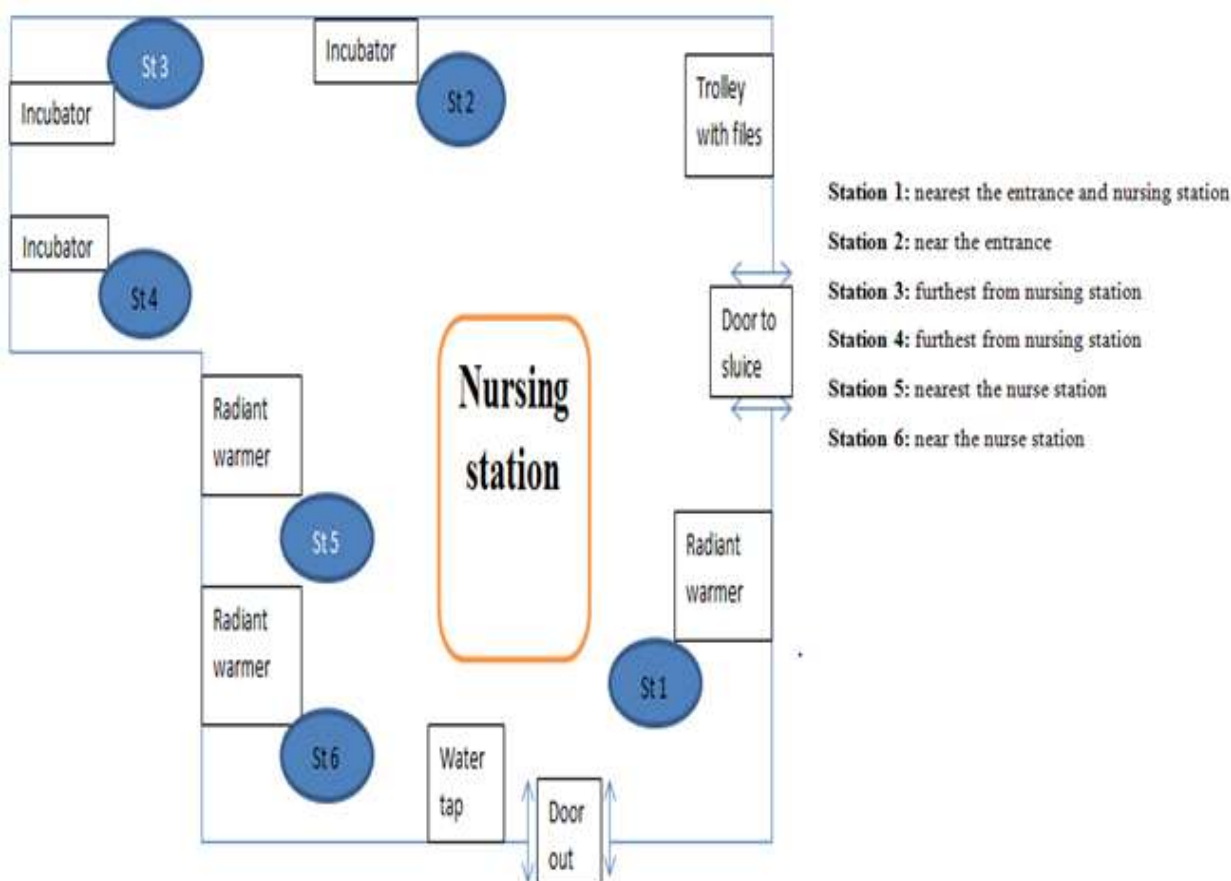 St 3
Incubator
St 2
Trolley
with files
Incubator
Incubator
St 4
Door to
sluice
Nursing
station
Radiant
warmer
St 5
Radiant
warmer
Radiant
warmer
St 1
St 6
Water
tap
Door
out
Station 1: nearest the entrance and nursing station
Station 2: near the entrance
Station 3: furthest from nursing station
Station 4: furthest from nursing station
Station 5: nearest the nurse station
Station 6: near the nurse station